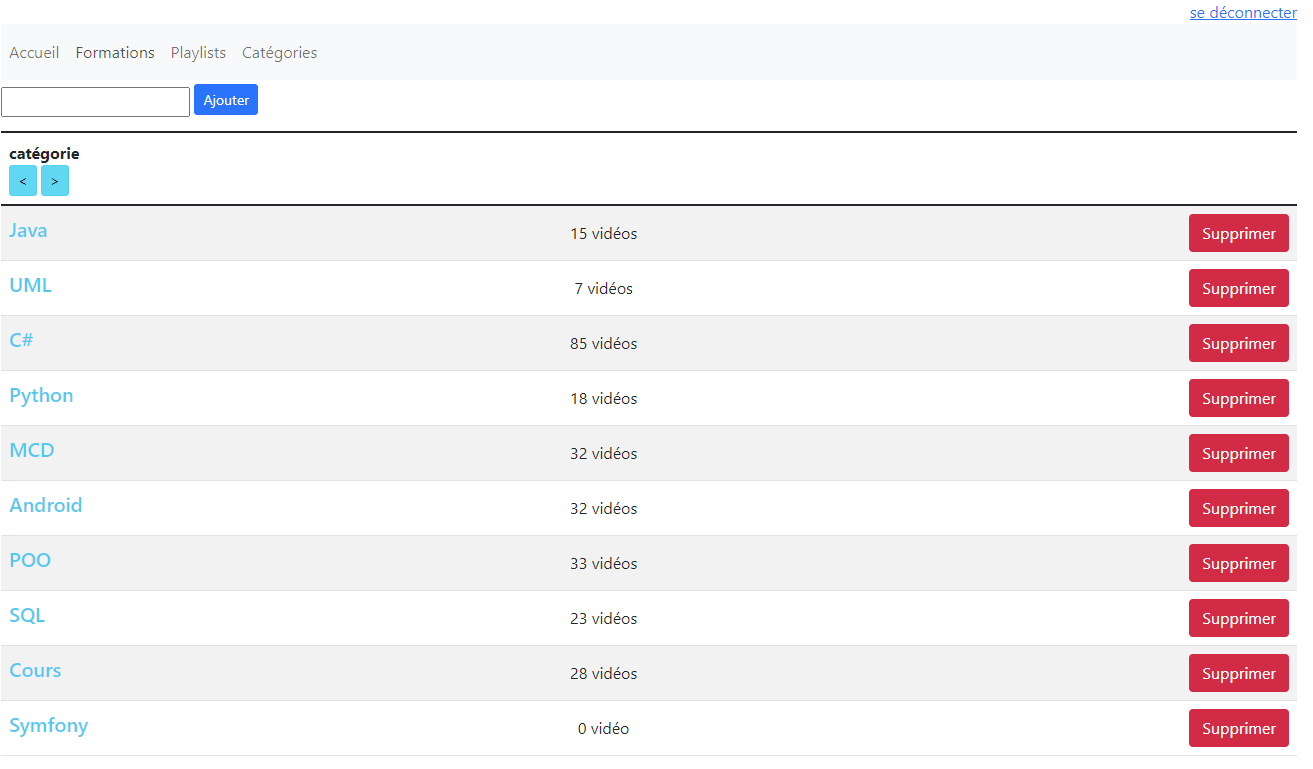 se déconnecter
Accueil Formations Playlists Catégories
Ajouter
catégorie
< >
Java 15 vidéos Supprimer
UML 7 vidéos Supprimer
C# 85 vidéos Supprimer
Python 18 vidéos Supprimer
MCD 32 vidéos Supprimer
Android 32 vidéos Supprimer
POO 33 vidéos Supprimer
SQL 23 vidéos Supprimer
Cours 28 vidéos Supprimer
Symfony 0 vidéo Supprimer